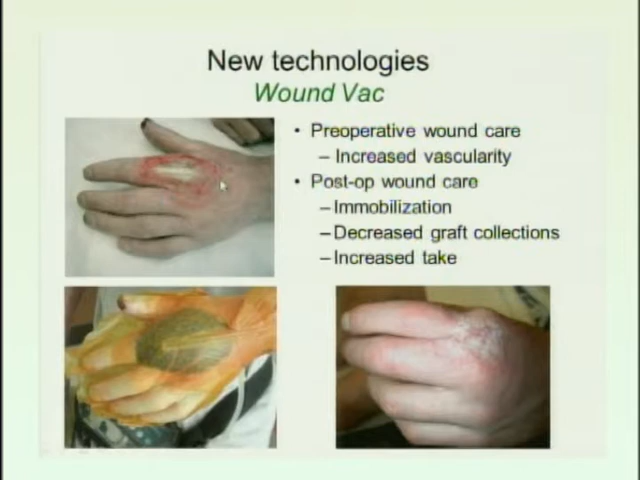 New technologies
Wound Vac
• Preoperative wound care
– Increased vascularity
• Post-op wound care
– Immobilization
– Decreased graft collections
– Increased take